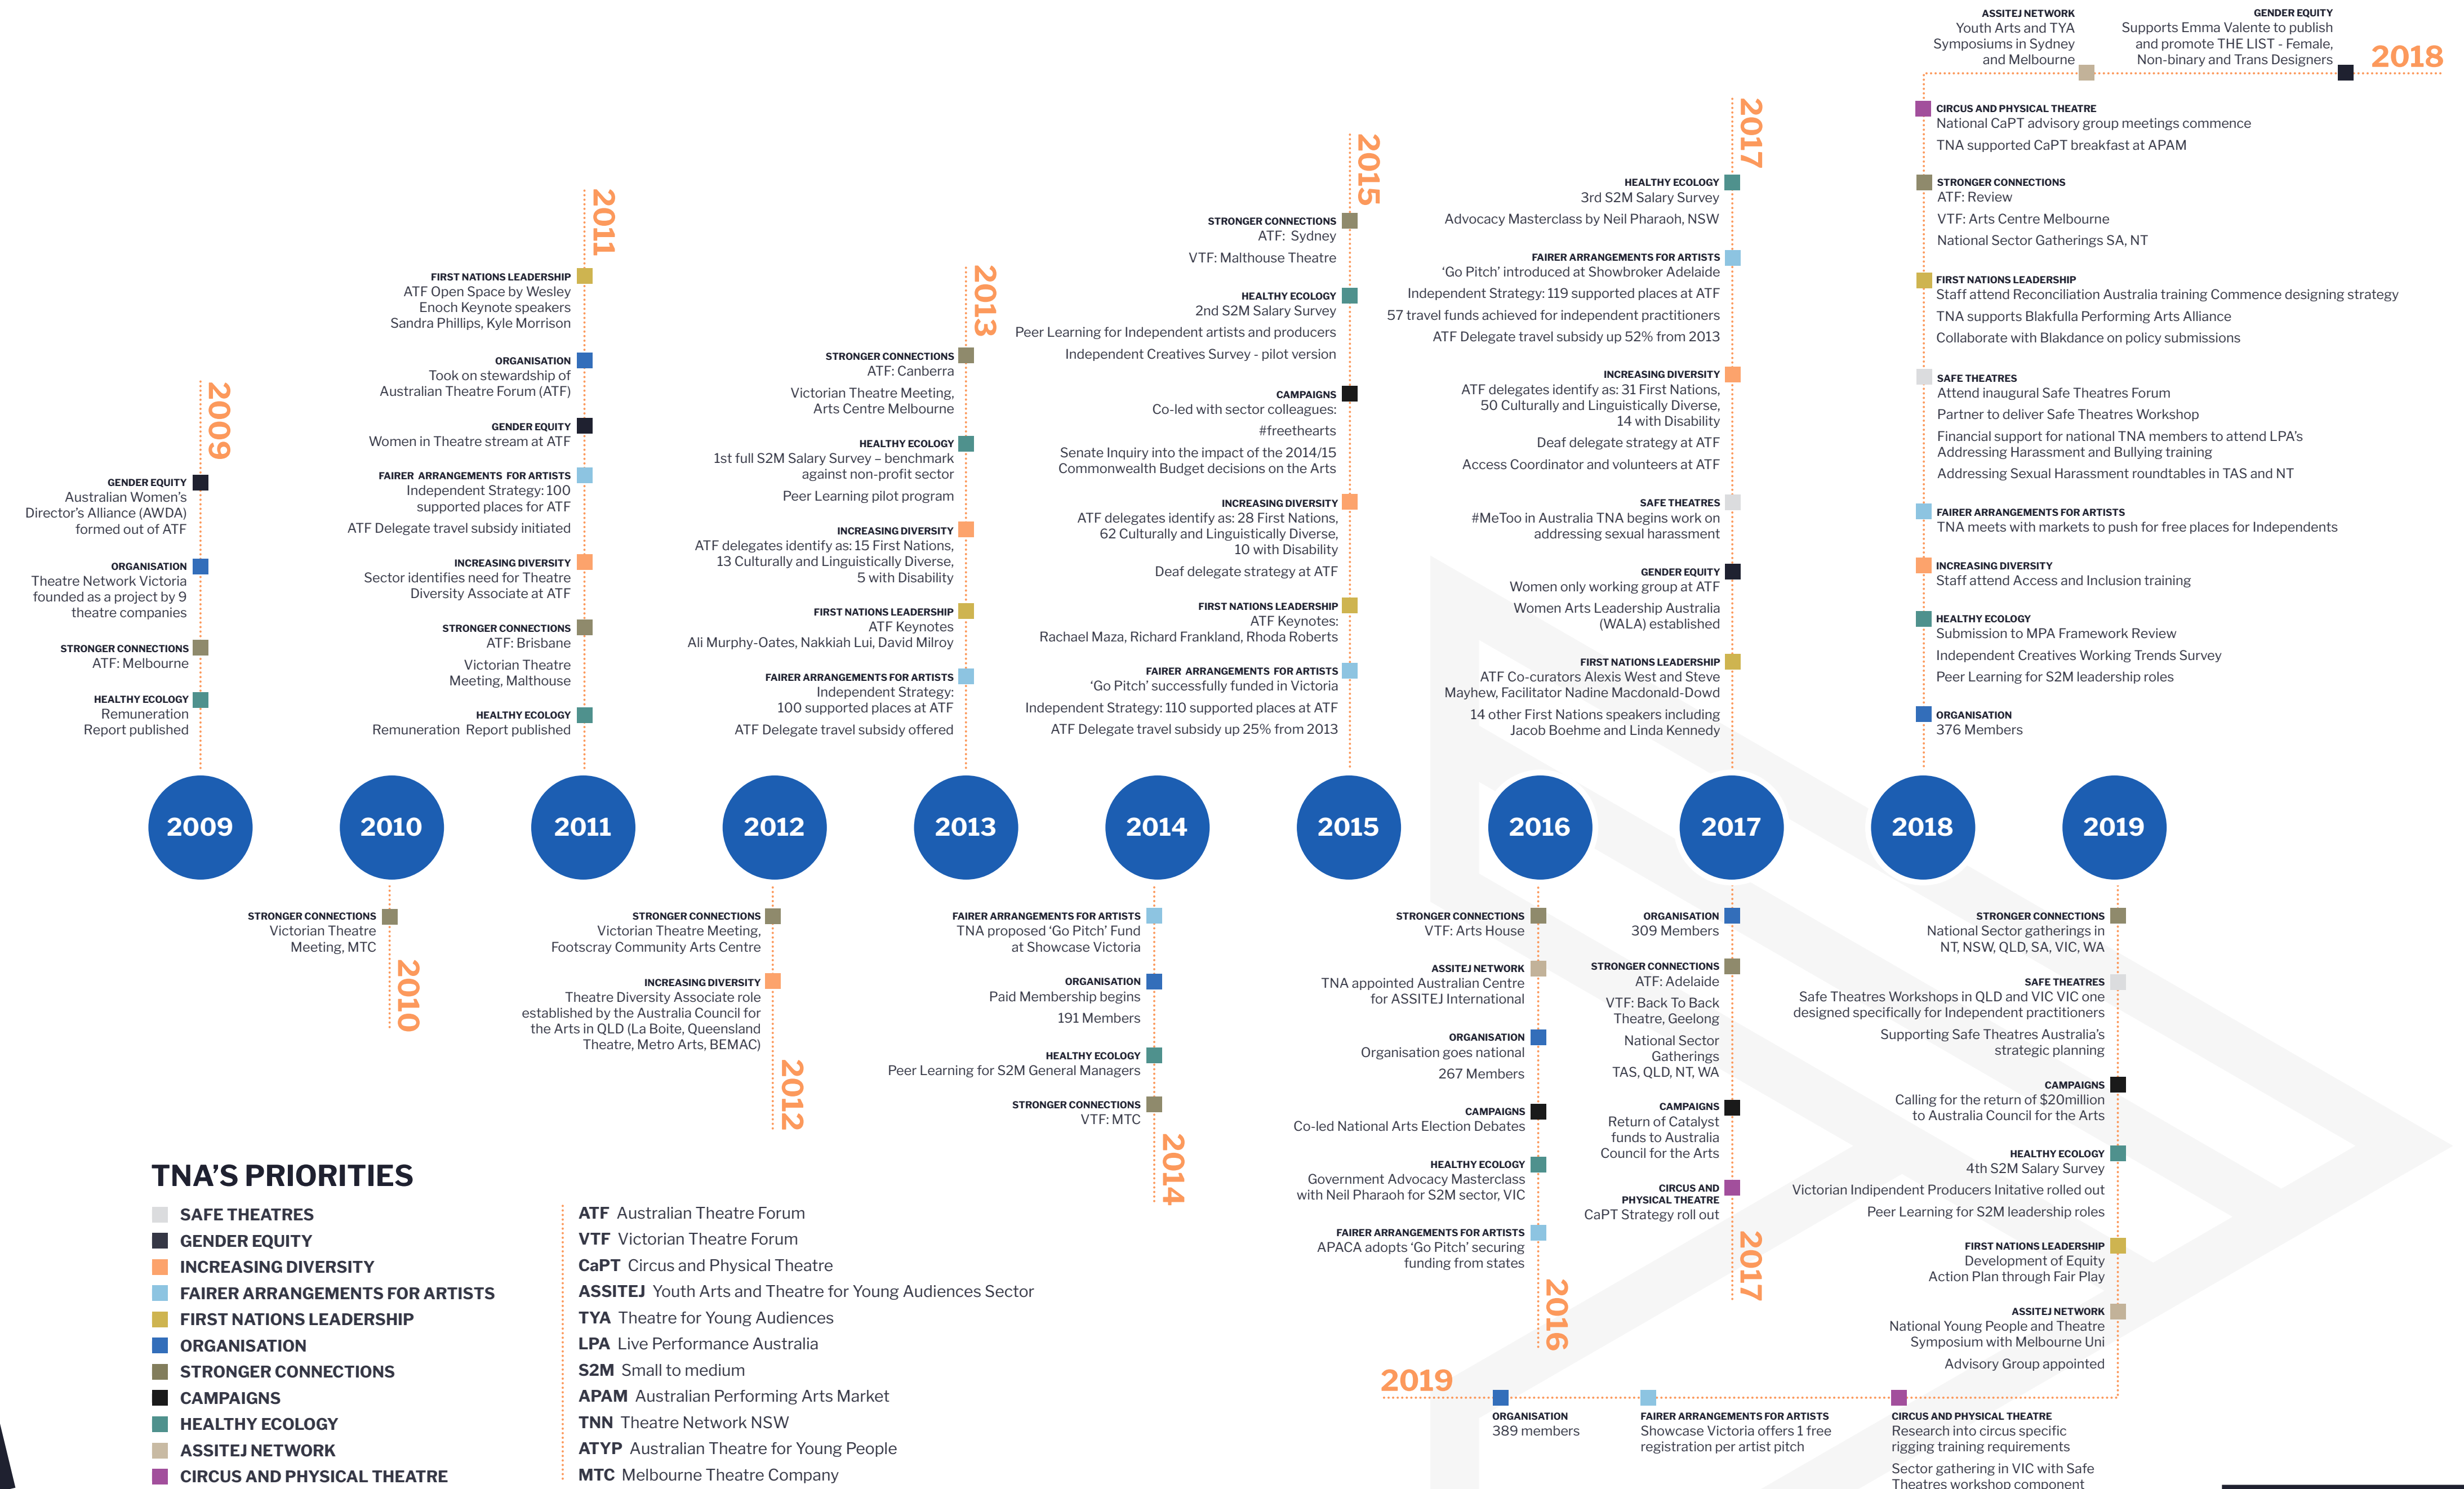 2009
GENDER EQUITY
Australian Women's
Director's Alliance (AWDA)
formed out of ATF
ORGANISATION
Theatre Network Victoria
founded as a project by 9
theatre companies
STRONGER CONNECTIONS
ATF: Melbourne
HEALTHY ECOLOGY
Remuneration
Report published
2011
FIRST NATIONS LEADERSHIP
ATF Open Space by Wesley
Enoch Keynote speakers
Sandra Phillips, Kyle Morrison
ORGANISATION
Took on stewardship of
Australian Theatre Forum (ATF)
GENDER EQUITY
Women in Theatre stream at ATF
FAIRER ARRANGEMENTS FOR ARTISTS
Independent Strategy: 100
supported places for ATF
ATF Delegate travel subsidy initiated
INCREASING DIVERSITY
Sector identifies need for Theatre
Diversity Associate at ATF
STRONGER CONNECTIONS
ATF: Brisbane
Victorian Theatre
Meeting, Malthouse
HEALTHY ECOLOGY
Remuneration Report published
2013
STRONGER CONNECTIONS
ATF: Canberra
Victorian Theatre Meeting,
Arts Centre Melbourne
HEALTHY ECOLOGY
1st full S2M Salary Survey – benchmark
against non-profit sector
Peer Learning pilot program
INCREASING DIVERSITY
ATF delegates identify as: 15 First Nations,
13 Culturally and Linguistically Diverse,
5 with Disability
FIRST NATIONS LEADERSHIP
ATF Keynotes
Ali Murphy-Oates, Nakkiah Lui, David Milroy
FAIRER ARRANGEMENTS FOR ARTISTS
Independent Strategy:
100 supported places at ATF
ATF Delegate travel subsidy offered
2015
STRONGER CONNECTIONS
ATF: Sydney
VTF: Malthouse Theatre
HEALTHY ECOLOGY
2nd S2M Salary Survey
Peer Learning for Independent artists and producers
Independent Creatives Survey - pilot version
CAMPAIGNS
Co-led with sector colleagues:
#freethearts
Senate Inquiry into the impact of the 2014/15
Commonwealth Budget decisions on the Arts
INCREASING DIVERSITY
ATF delegates identify as: 28 First Nations,
62 Culturally and Linguistically Diverse,
10 with Disability
Deaf delegate strategy at ATF
FIRST NATIONS LEADERSHIP
ATF Keynotes:
Rachael Maza, Richard Frankland, Rhoda Roberts
FAIRER ARRANGEMENTS FOR ARTISTS
'Go Pitch' successfully funded in Victoria
Independent Strategy: 110 supported places at ATF
ATF Delegate travel subsidy up 25% from 2013
2017
HEALTHY ECOLOGY
3rd S2M Salary Survey
Advocacy Masterclass by Neil Pharaoh, NSW
FAIRER ARRANGEMENTS FOR ARTISTS
'Go Pitch' introduced at Showbroker Adelaide
Independent Strategy: 119 supported places at ATF
57 travel funds achieved for independent practitioners
ATF Delegate travel subsidy up 52% from 2013
INCREASING DIVERSITY
ATF delegates identify as: 31 First Nations,
50 Culturally and Linguistically Diverse,
14 with Disability
Deaf delegate strategy at ATF
Access Coordinator and volunteers at ATF
SAFE THEATRES
#MeToo in Australia TNA begins work on
addressing sexual harassment
GENDER EQUITY
Women only working group at ATF
Women Arts Leadership Australia
(WALA) established
FIRST NATIONS LEADERSHIP
ATF Co-curators Alexis West and Steve
Mayhew, Facilitator Nadine Macdonald-Dowd
14 other First Nations speakers including
Jacob Boehme and Linda Kennedy
ASSITEJ NETWORK
Youth Arts and TYA
Symposiums in Sydney
and Melbourne
GENDER EQUITY
Supports Emma Valente to publish
and promote THE LIST - Female,
Non-binary and Trans Designers
2018
CIRCUS AND PHYSICAL THEATRE
National CaPT advisory group meetings commence
TNA supported CaPT breakfast at APAM
STRONGER CONNECTIONS
ATF: Review
VTF: Arts Centre Melbourne
National Sector Gatherings SA, NT
FIRST NATIONS LEADERSHIP
Staff attend Reconciliation Australia training Commence designing strategy
TNA supports Blakfulla Performing Arts Alliance
Collaborate with Blakdance on policy submissions
SAFE THEATRES
Attend inaugural Safe Theatres Forum
Partner to deliver Safe Theatres Workshop
Financial support for national TNA members to attend LPA's
Addressing Harassment and Bullying training
Addressing Sexual Harassment roundtables in TAS and NT
FAIRER ARRANGEMENTS FOR ARTISTS
TNA meets with markets to push for free places for Independents
INCREASING DIVERSITY
Staff attend Access and Inclusion training
HEALTHY ECOLOGY
Submission to MPA Framework Review
Independent Creatives Working Trends Survey
Peer Learning for S2M leadership roles
ORGANISATION
376 Members
2009 2010 2011 2012 2013 2014 2015 2016 2017 2018 2019
STRONGER CONNECTIONS
Victorian Theatre
Meeting, MTC
2010
STRONGER CONNECTIONS
Victorian Theatre Meeting,
Footscray Community Arts Centre
INCREASING DIVERSITY
Theatre Diversity Associate role
established by the Australia Council for
the Arts in QLD (La Boite, Queensland
Theatre, Metro Arts, BEMAC)
2012
FAIRER ARRANGEMENTS FOR ARTISTS
TNA proposed 'Go Pitch' Fund
at Showcase Victoria
ORGANISATION
Paid Membership begins
191 Members
HEALTHY ECOLOGY
Peer Learning for S2M General Managers
STRONGER CONNECTIONS
VTF: MTC
2014
STRONGER CONNECTIONS
VTF: Arts House
ASSITEJ NETWORK
TNA appointed Australian Centre
for ASSITEJ International
ORGANISATION
Organisation goes national
267 Members
CAMPAIGNS
Co-led National Arts Election Debates
HEALTHY ECOLOGY
Government Advocacy Masterclass
with Neil Pharaoh for S2M sector, VIC
FAIRER ARRANGEMENTS FOR ARTISTS
APACA adopts 'Go Pitch' securing
funding from states
2016
ORGANISATION
309 Members
STRONGER CONNECTIONS
ATF: Adelaide
VTF: Back To Back
Theatre, Geelong
National Sector
Gatherings
TAS, QLD, NT, WA
CAMPAIGNS
Return of Catalyst
funds to Australia
Council for the Arts
CIRCUS AND
PHYSICAL THEATRE
CaPT Strategy roll out
2017
STRONGER CONNECTIONS
National Sector gatherings in
NT, NSW, QLD, SA, VIC, WA
SAFE THEATRES
Safe Theatres Workshops in QLD and VIC VIC one
designed specifically for Independent practitioners
Supporting Safe Theatres Australia's
strategic planning
CAMPAIGNS
Calling for the return of $20million
to Australia Council for the Arts
HEALTHY ECOLOGY
4th S2M Salary Survey
Victorian Indipendent Producers Initative rolled out
Peer Learning for S2M leadership roles
FIRST NATIONS LEADERSHIP
Development of Equity
Action Plan through Fair Play
ASSITEJ NETWORK
National Young People and Theatre
Symposium with Melbourne Uni
Advisory Group appointed
2019
ORGANISATION
389 members
FAIRER ARRANGEMENTS FOR ARTISTS
Showcase Victoria offers 1 free
registration per artist pitch
CIRCUS AND PHYSICAL THEATRE
Research into circus specific
rigging training requirements
Sector gathering in VIC with Safe
Theatres workshop component
TNA'S PRIORITIES
SAFE THEATRES
GENDER EQUITY
INCREASING DIVERSITY
FAIRER ARRANGEMENTS FOR ARTISTS
FIRST NATIONS LEADERSHIP
ORGANISATION
STRONGER CONNECTIONS
CAMPAIGNS
HEALTHY ECOLOGY
ASSITEJ NETWORK
CIRCUS AND PHYSICAL THEATRE
ATF Australian Theatre Forum
VTF Victorian Theatre Forum
CaPT Circus and Physical Theatre
ASSITEJ Youth Arts and Theatre for Young Audiences Sector
TYA Theatre for Young Audiences
LPA Live Performance Australia
S2M Small to medium
APAM Australian Performing Arts Market
TNN Theatre Network NSW
ATYP Australian Theatre for Young People
MTC Melbourne Theatre Company